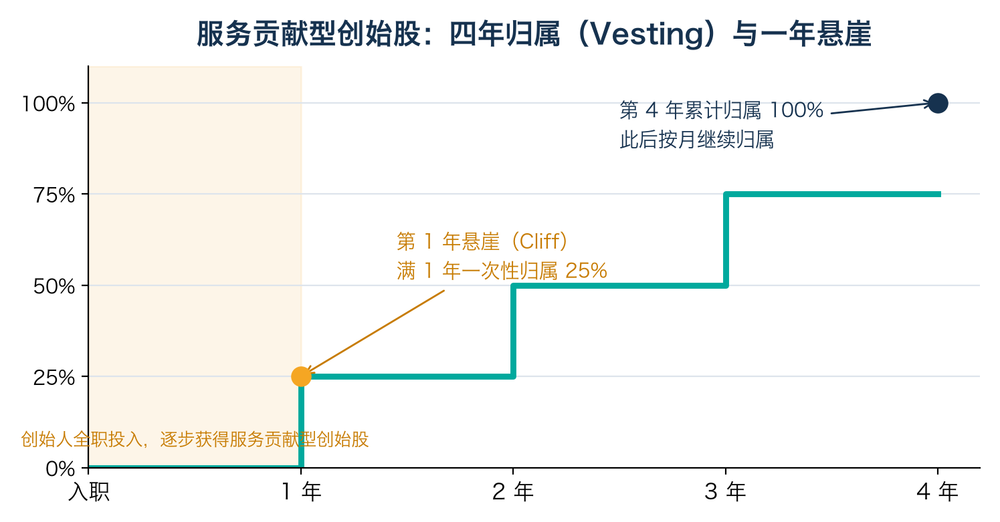 服务贡献型创始股：四年归属（Vesting）与一年悬崖
100%
第 4 年累计归属 100%
此后按月继续归属
75%
第 1 年悬崖（Cliff）
满 1 年一次性归属 25%
50%
25%
创始人全职投入，逐步获得服务贡献型创始股
0%
入职
1 年
2 年
3 年
4 年